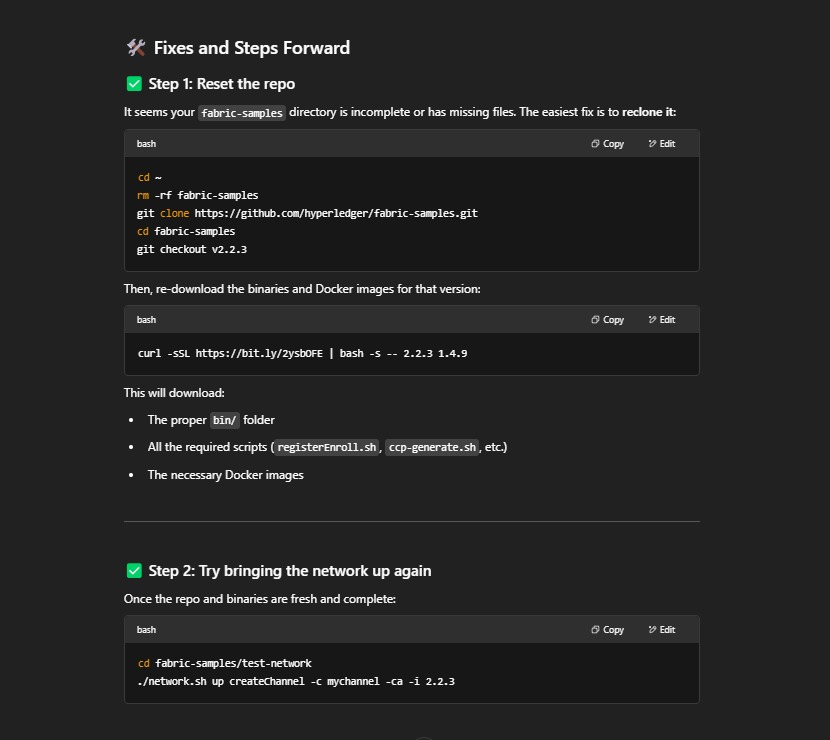 🛠️ Fixes and Steps Forward
✅ Step 1: Reset the repo
It seems your fabric-samples directory is incomplete or has missing files. The easiest fix is to reclone it:
bash Copy Edit
cd ~
rm -rf fabric-samples
git clone https://github.com/hyperledger/fabric-samples.git
cd fabric-samples
git checkout v2.2.3
Then, re-download the binaries and Docker images for that version:
bash Copy Edit
curl -sSL https://bit.ly/2ysbOFE | bash -s -- 2.2.3 1.4.9
This will download:
• The proper bin/ folder
• All the required scripts (registerEnroll.sh, ccp-generate.sh, etc.)
• The necessary Docker images
✅ Step 2: Try bringing the network up again
Once the repo and binaries are fresh and complete:
bash Copy Edit
cd fabric-samples/test-network
./network.sh up createChannel -c mychannel -ca -i 2.2.3